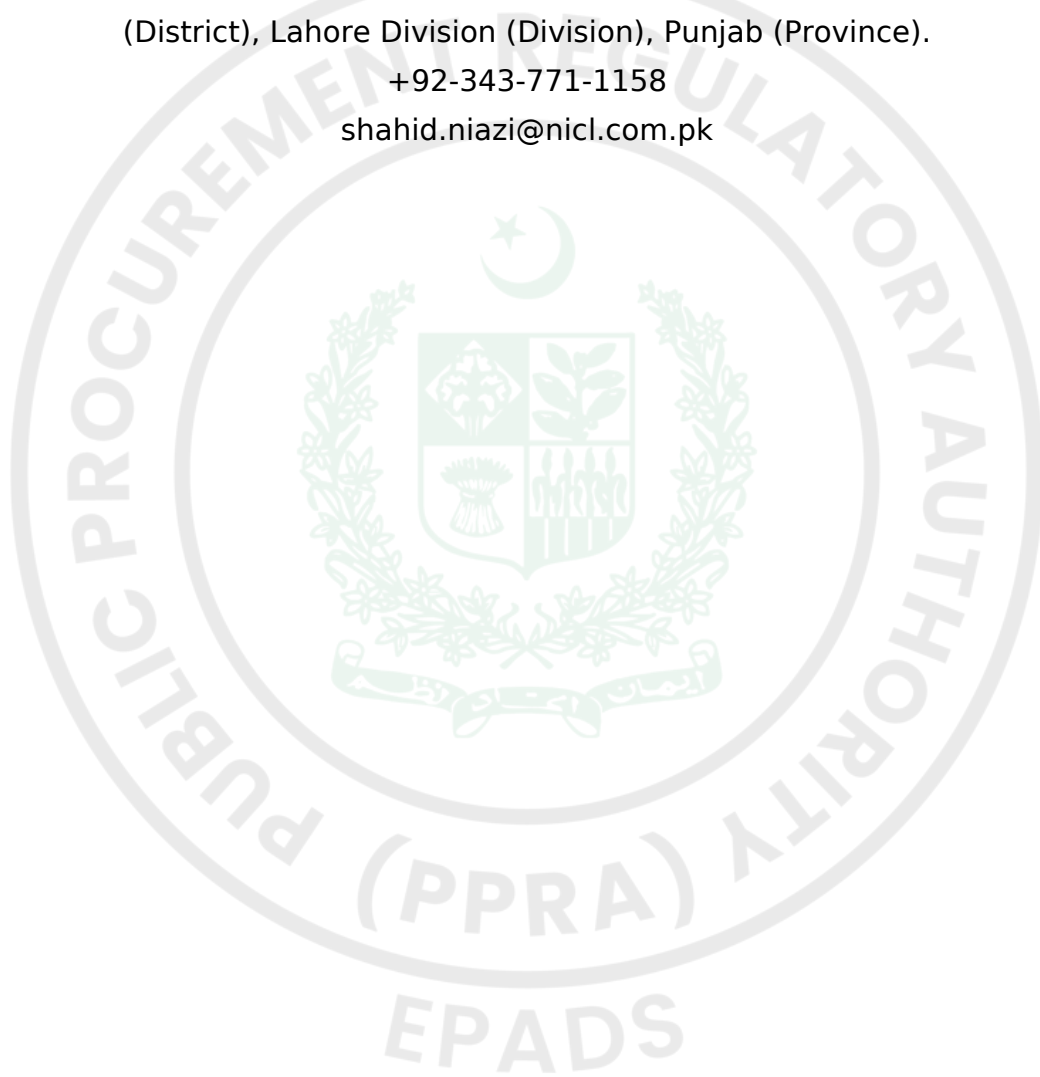 (District), Lahore Division (Division), Punjab (Province).
+92-343-771-1158
shahid.niazi@nicl.com.pk
PUBLIC PROCUREMENT REGULATORY AUTHORITY
(PPRA)
EPADS